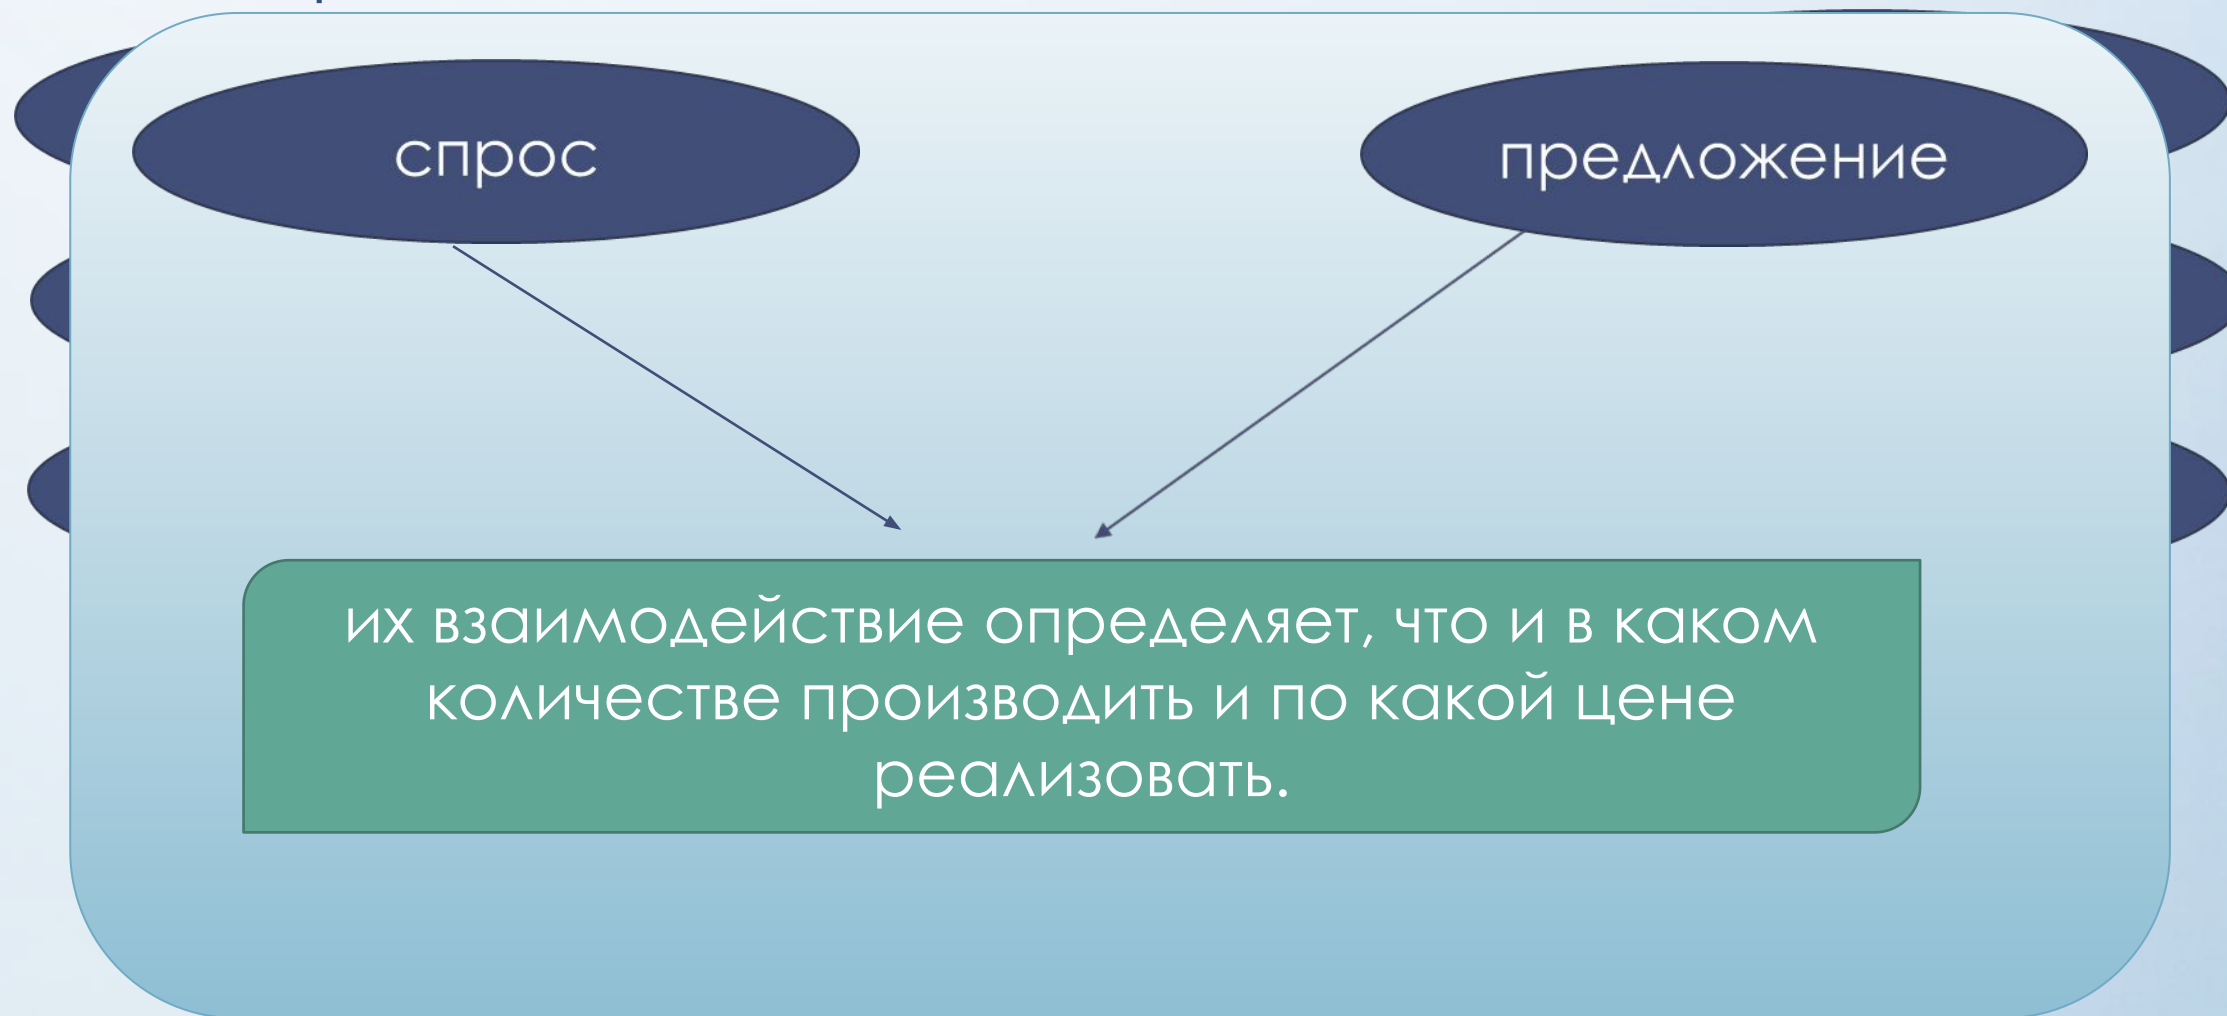 спрос
предложение
их взаимодействие определяет, что и в каком
количестве производить и по какой цене
реализовать.